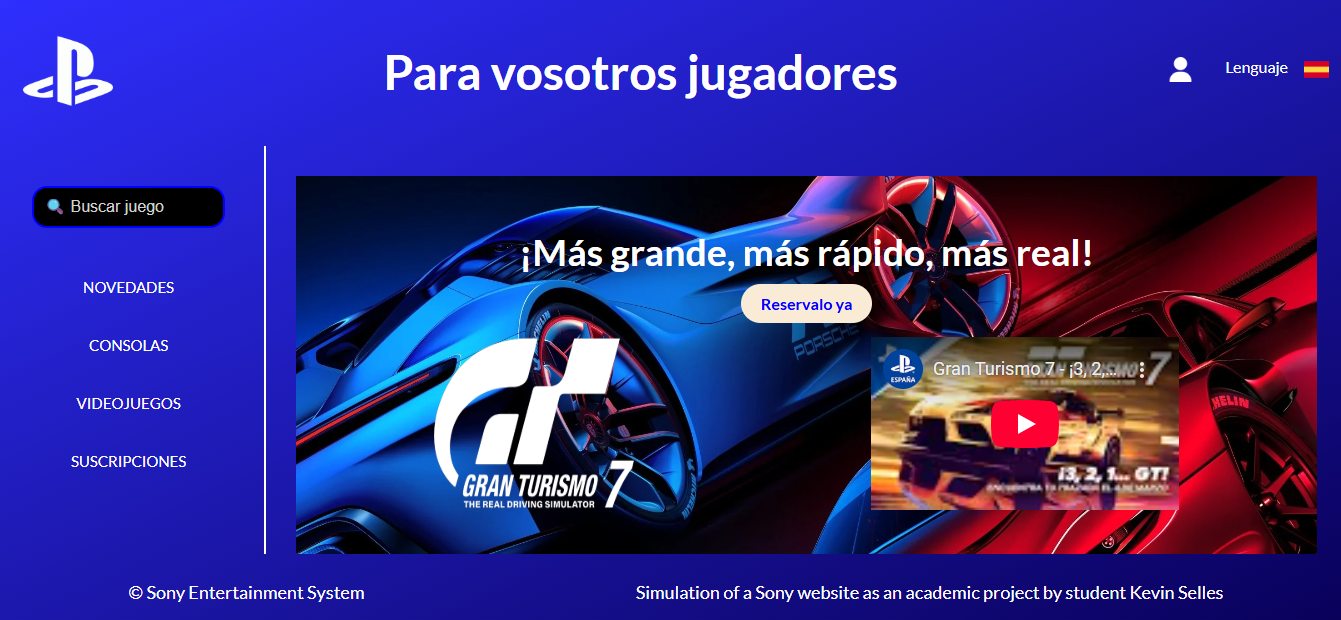 Para vosotros jugadores
Lenguaje
Buscar juego
NOVEDADES
CONSOLAS
VIDEOJUEGOS
SUSCRIPCIONES
¡Más grande, más rápido, más real!
Reservalo ya
PORSCHE
MICHELIN
GRAN TURISMO 7
THE REAL DRIVING SIMULATOR
ESPAÑA
Gran Turismo 7 - ¡3, 2,...
¡3, 2, 1... GT!
© Sony Entertainment System
Simulation of a Sony website as an academic project by student Kevin Selles